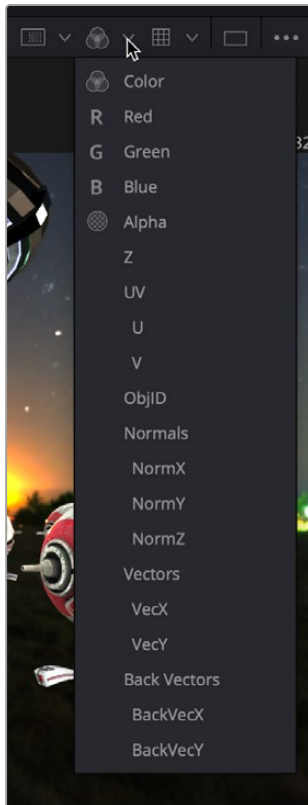 Color
R Red
G Green
B Blue
Alpha
Z
UV
U
V
ObjID
Normals
NormX
NormY
NormZ
Vectors
VecX
VecY
Back Vectors
BackVecX
BackVecY